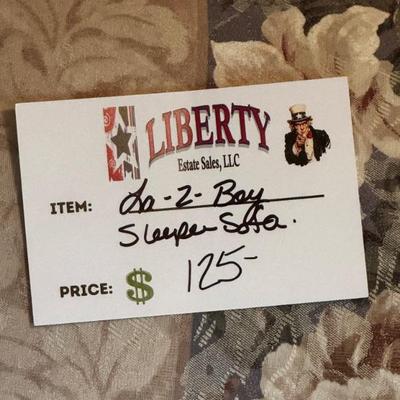 LIBERTY
Estate Sales, LLC
ITEM: La-Z-Boy
Sleeper Sofa.
PRICE: $ 125-